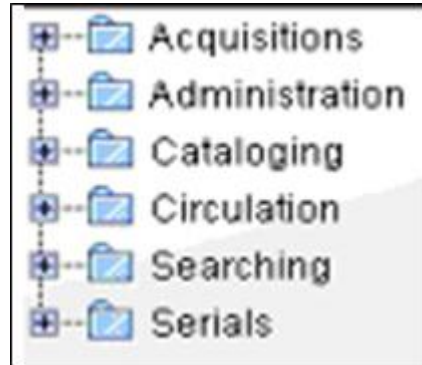 Acquisitions
Administration
Cataloging
Circulation
Searching
Serials